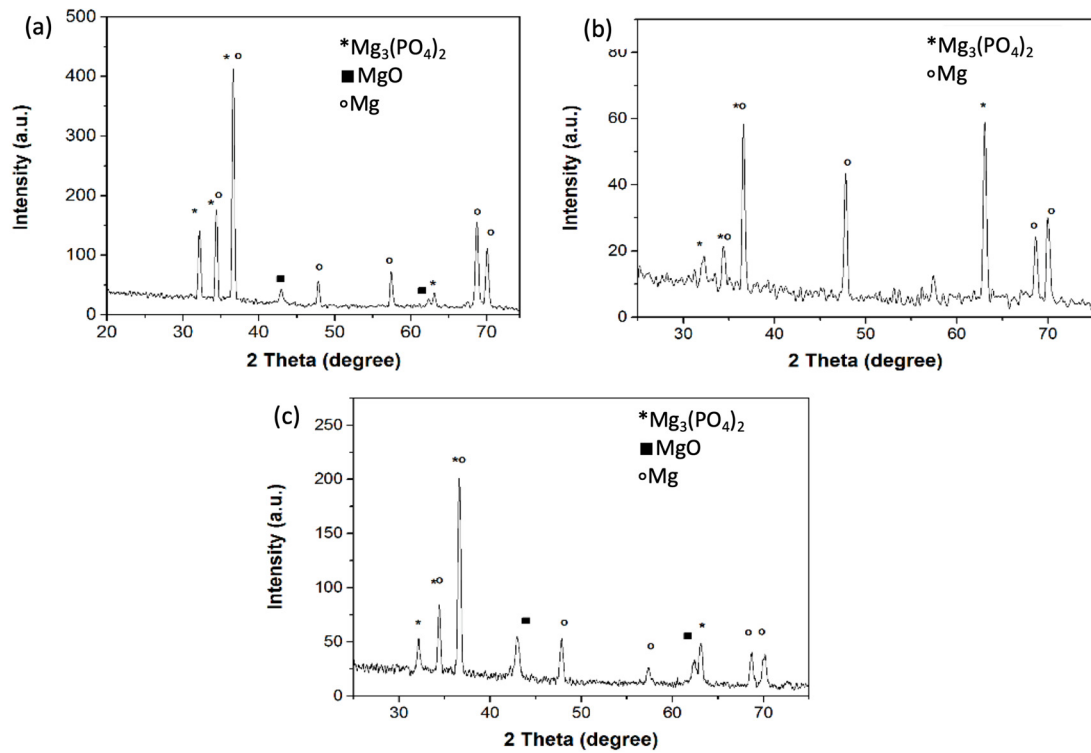 (a)
500
400
300
200
100
0
Intensity (a.u.)
*Mg₃(PO₄)₂
■ MgO
o Mg
* o
* o
*
■
o
o
■ *
o
o
20 30 40 50 60 70
2 Theta (degree)
(b)
80
60
40
20
0
Intensity (a.u.)
*Mg₃(PO₄)₂
o Mg
*o
*
o
*
*o
o
o
30 40 50 60 70
2 Theta (degree)
(c)
250
200
150
100
50
0
Intensity (a.u.)
*Mg₃(PO₄)₂
■ MgO
o Mg
*o
*o
*
■
o
o
■ *
o o
30 40 50 60 70
2 Theta (degree)